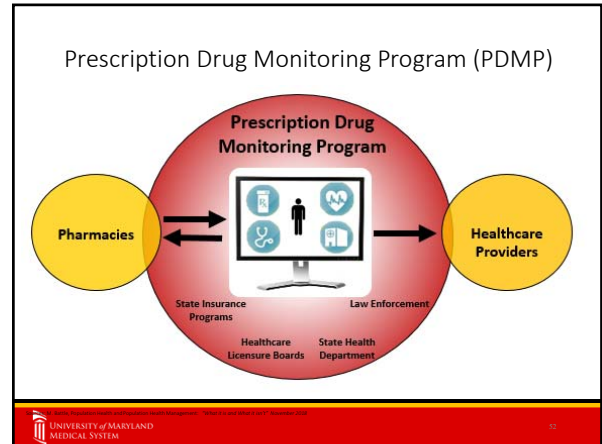 Prescription Drug Monitoring Program (PDMP)
Prescription Drug
Monitoring Program
Pharmacies
Healthcare
Providers
State Insurance
Programs
Law Enforcement
Healthcare
Licensure Boards
State Health
Department
UNIVERSITY of MARYLAND
MEDICAL SYSTEM
32